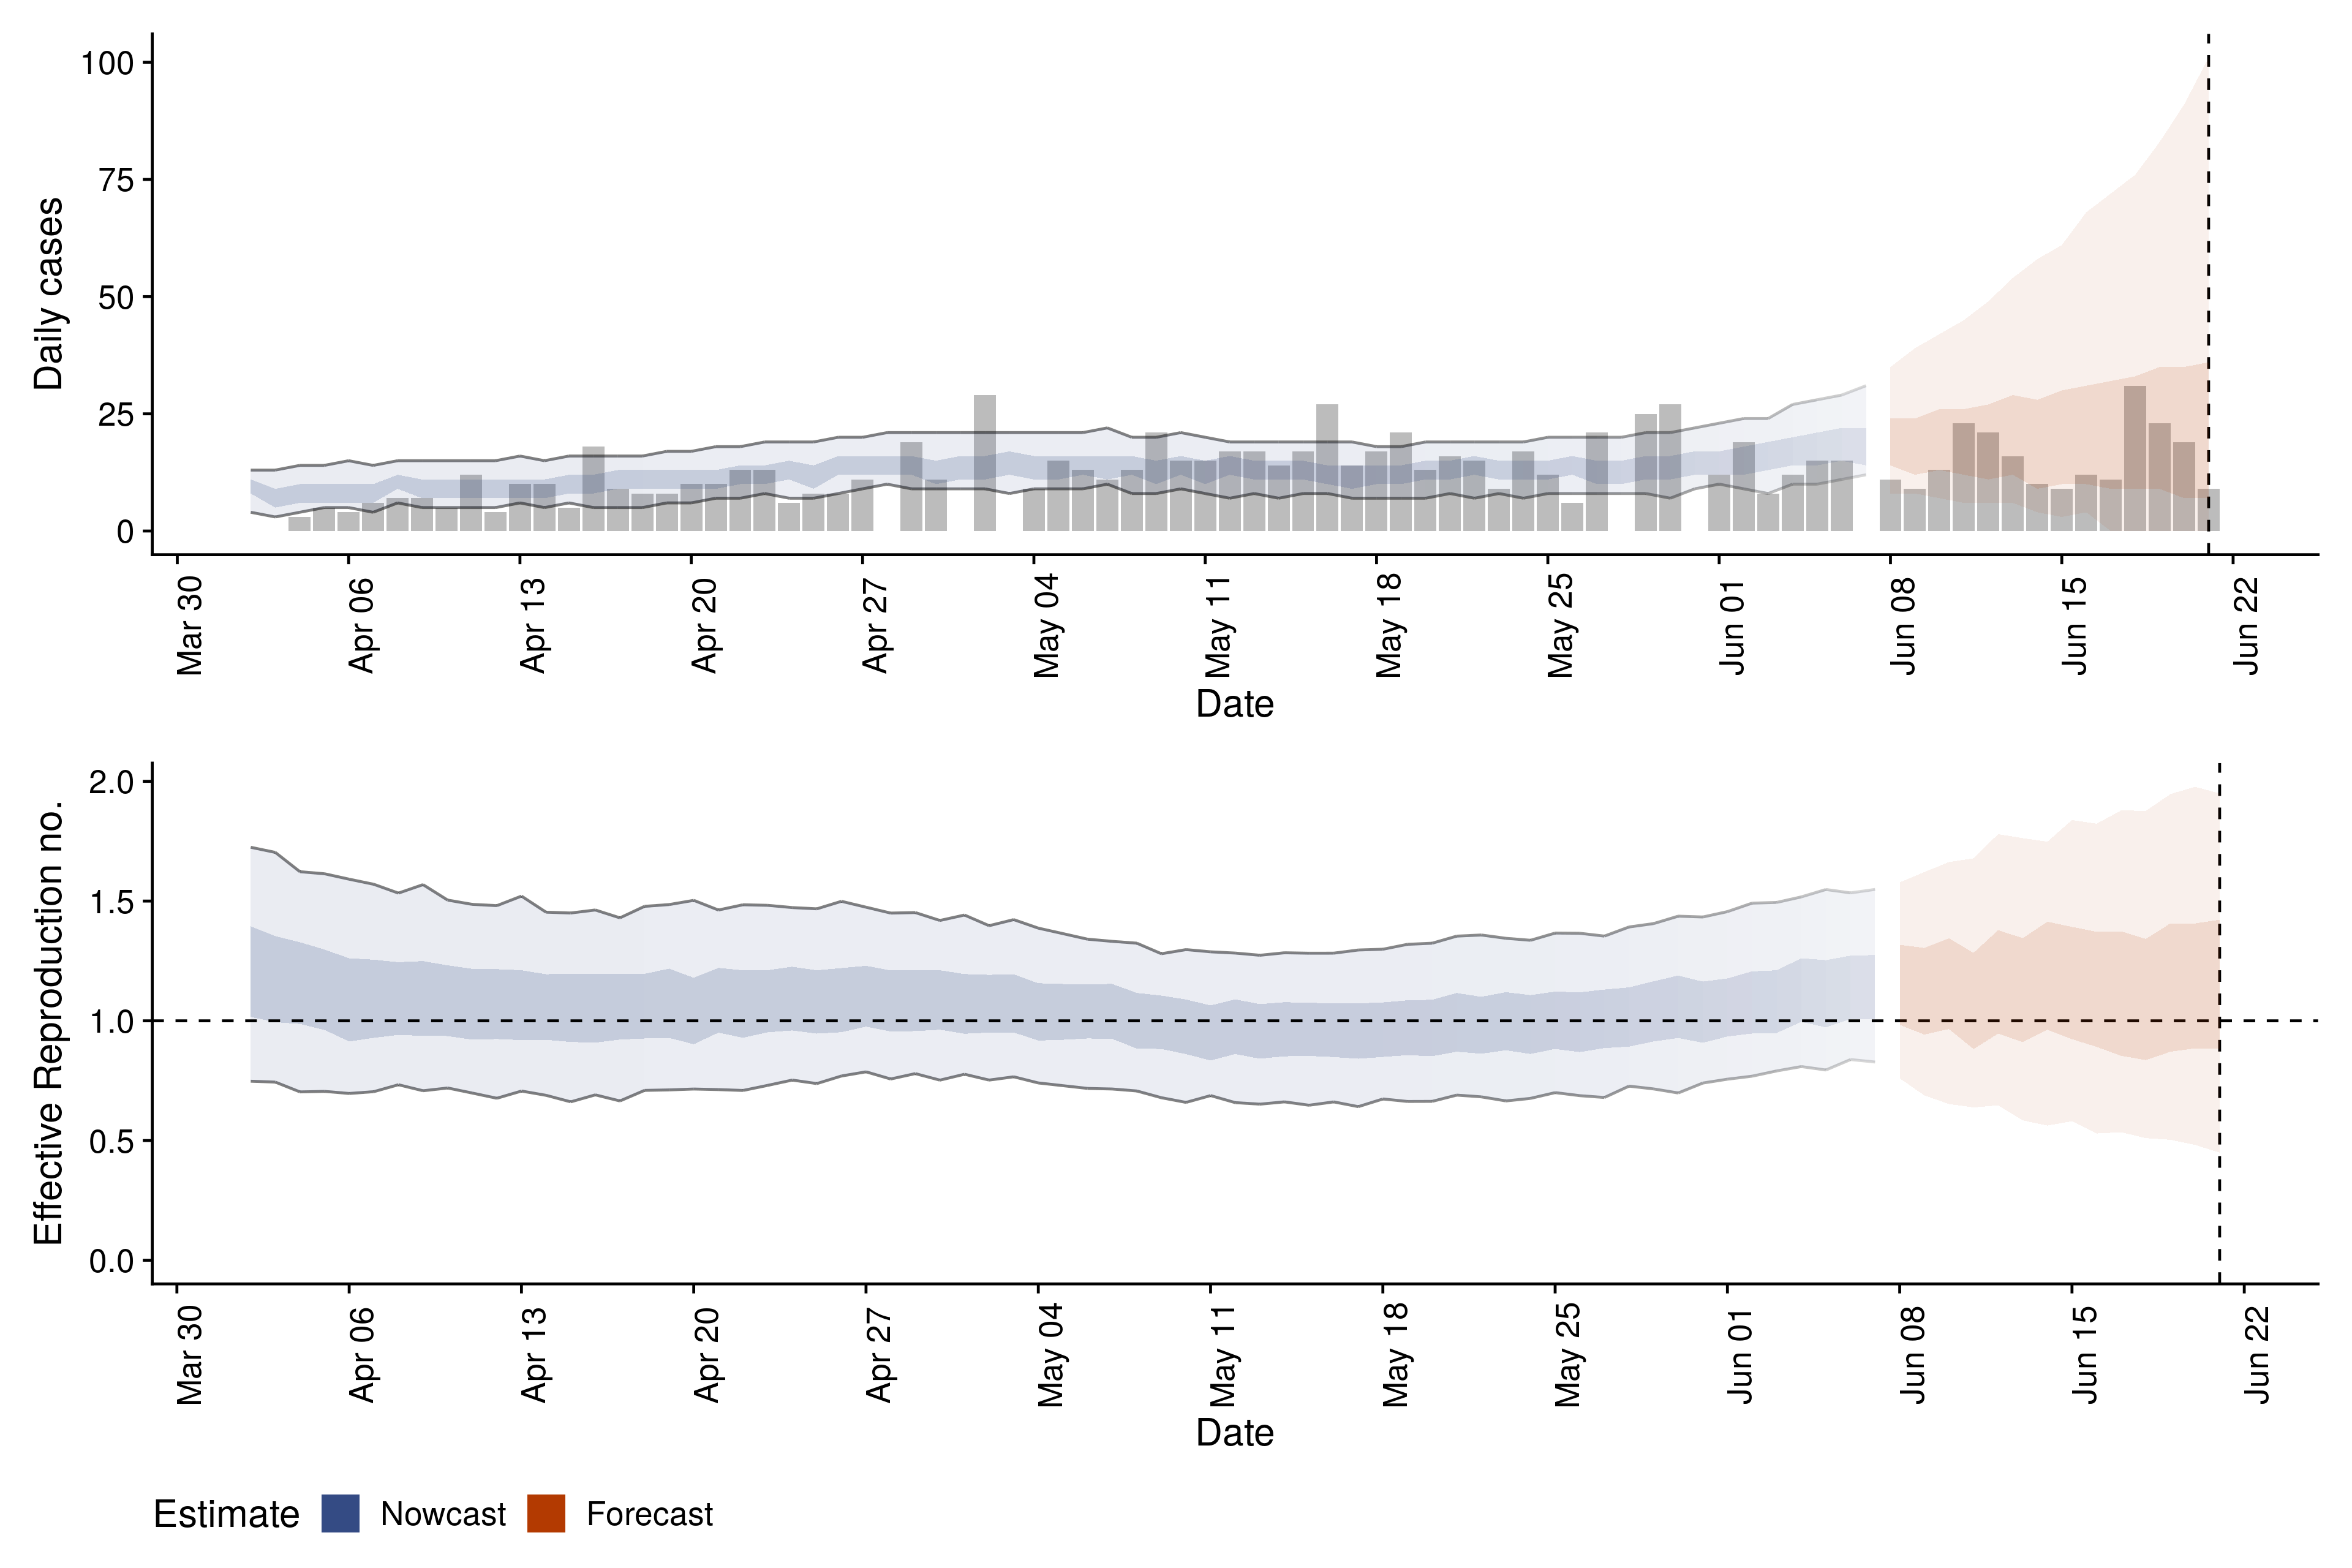 Daily cases
100
75
50
25
0
Mar 30 Apr 06 Apr 13 Apr 20 Apr 27 May 04 May 11 May 18 May 25 Jun 01 Jun 08 Jun 15 Jun 22
Date
Effective Reproduction no.
2.0
1.5
1.0
0.5
0.0
Mar 30 Apr 06 Apr 13 Apr 20 Apr 27 May 04 May 11 May 18 May 25 Jun 01 Jun 08 Jun 15 Jun 22
Date
Estimate Nowcast Forecast